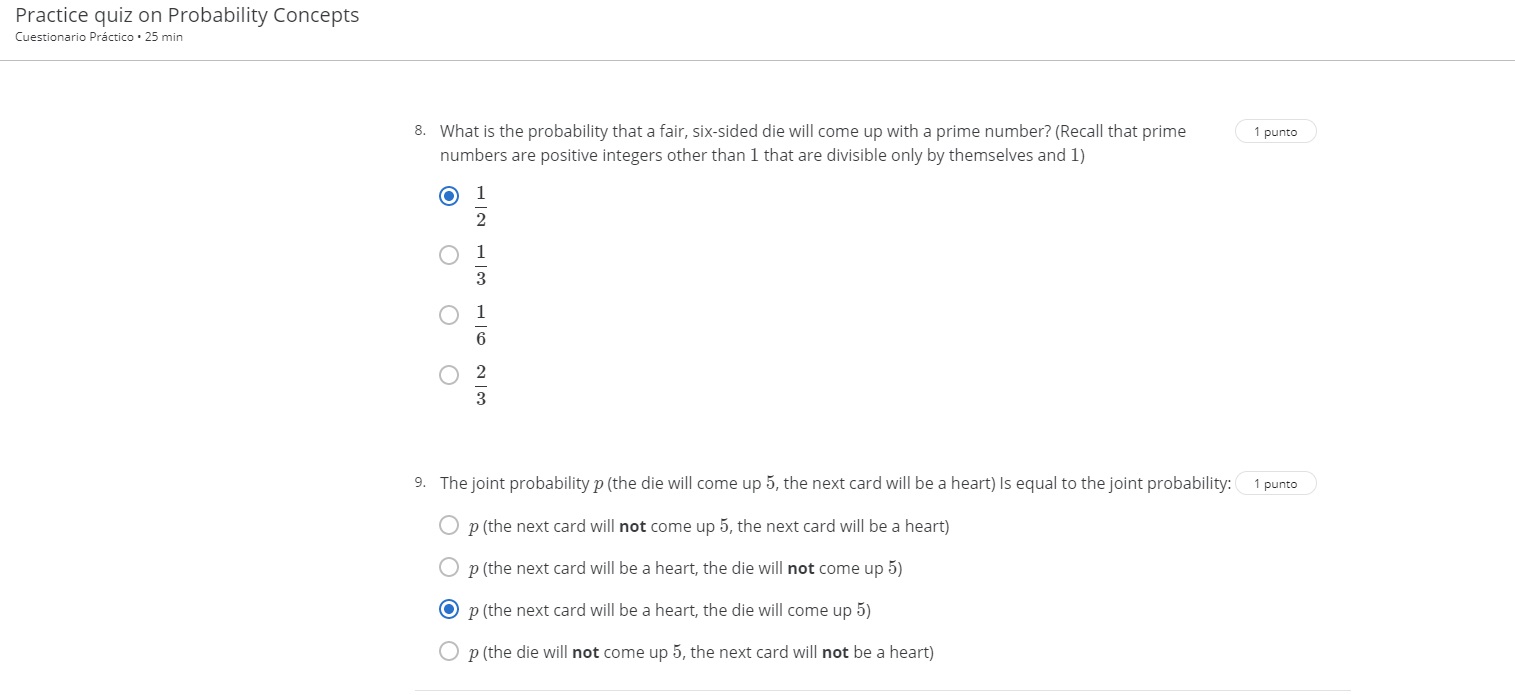 Practice quiz on Probability Concepts
Cuestionario Práctico • 25 min
8. What is the probability that a fair, six-sided die will come up with a prime number? (Recall that prime
numbers are positive integers other than 1 that are divisible only by themselves and 1)
1 punto
1
2
1
3
1
6
2
3
9. The joint probability p (the die will come up 5, the next card will be a heart) Is equal to the joint probability:
1 punto
p (the next card will not come up 5, the next card will be a heart)
p (the next card will be a heart, the die will not come up 5)
p (the next card will be a heart, the die will come up 5)
p (the die will not come up 5, the next card will not be a heart)